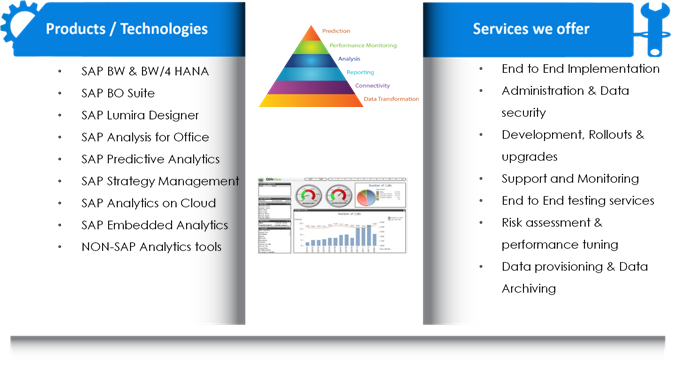 Products / Technologies
SAP BW & BW/4 HANA
SAP BO Suite
SAP Lumira Designer
SAP Analysis for Office
SAP Predictive Analytics
SAP Strategy Management
SAP Analytics on Cloud
SAP Embedded Analytics
NON-SAP Analytics tools
Prediction
Performance Monitoring
Analysis
Reporting
Connectivity
Data Transformation
Number of Calls
Number of Calls
Services we offer
End to End Implementation
Administration & Data
security
Development, Rollouts &
upgrades
Support and Monitoring
End to End testing services
Risk assessment &
performance tuning
Data provisioning & Data
Archiving